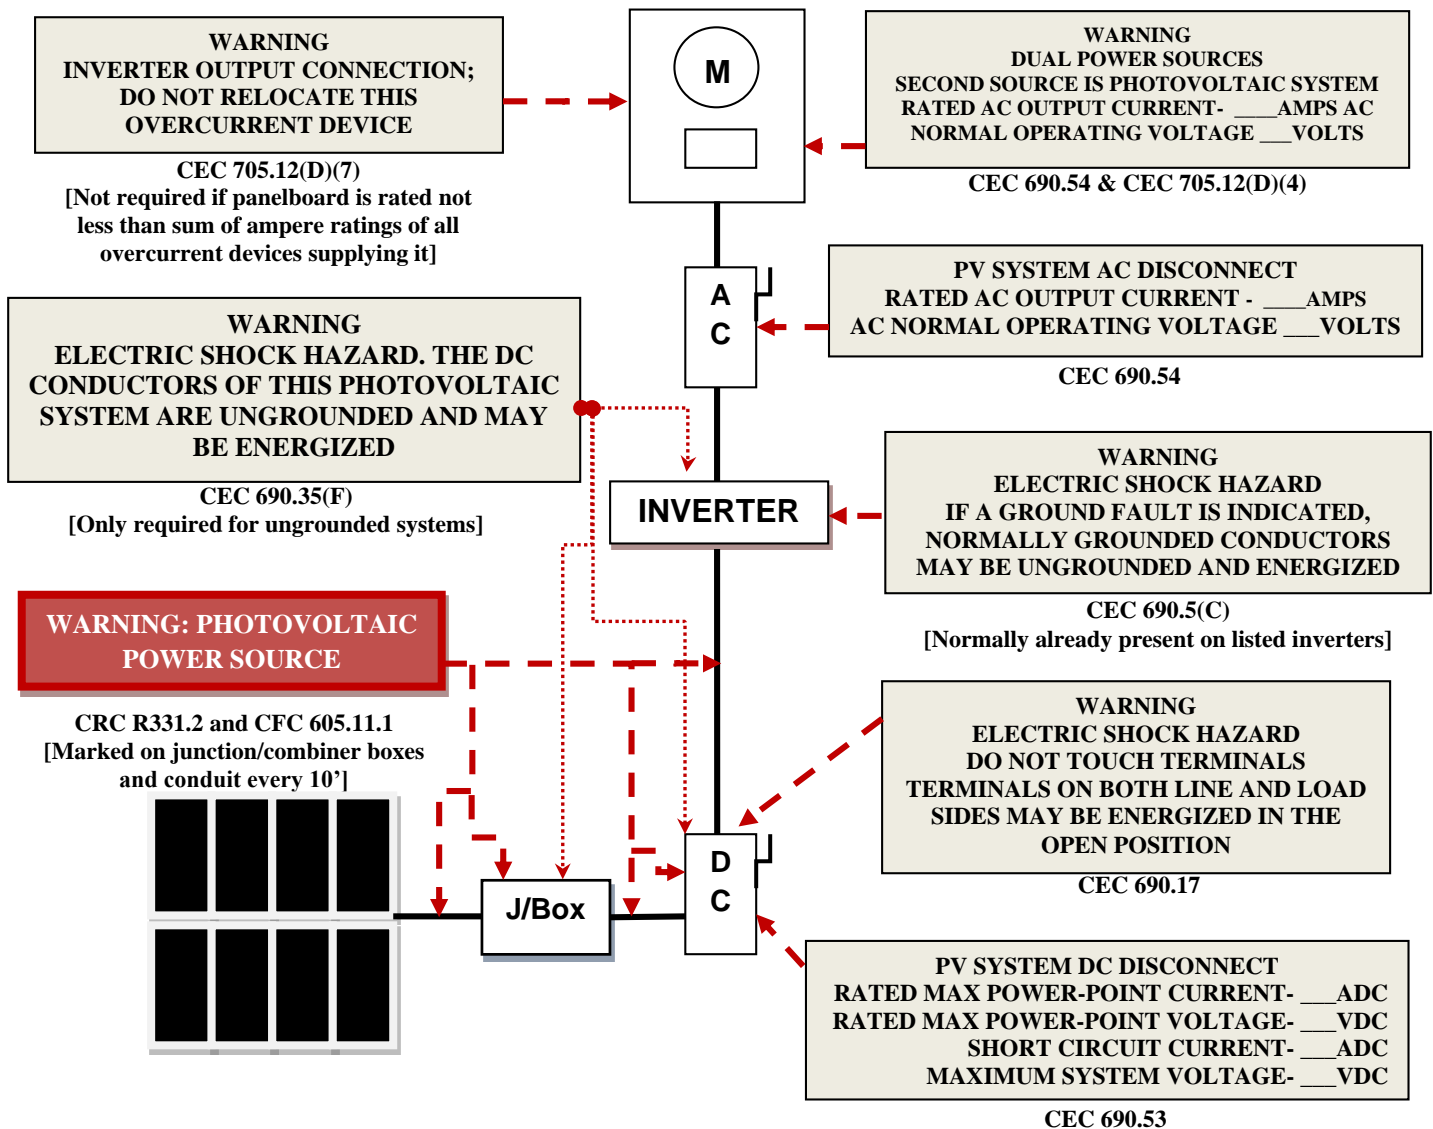 WARNING
INVERTER OUTPUT CONNECTION;
DO NOT RELOCATE THIS
OVERCURRENT DEVICE
CEC 705.12(D)(7)
[Not required if panelboard is rated not
less than sum of ampere ratings of all
overcurrent devices supplying it]
M
WARNING
DUAL POWER SOURCES
SECOND SOURCE IS PHOTOVOLTAIC SYSTEM
RATED AC OUTPUT CURRENT- ____AMPS AC
NORMAL OPERATING VOLTAGE ___VOLTS
CEC 690.54 & CEC 705.12(D)(4)
A
C
PV SYSTEM AC DISCONNECT
RATED AC OUTPUT CURRENT - ____AMPS
AC NORMAL OPERATING VOLTAGE ___VOLTS
CEC 690.54
WARNING
ELECTRIC SHOCK HAZARD. THE DC
CONDUCTORS OF THIS PHOTOVOLTAIC
SYSTEM ARE UNGROUNDED AND MAY
BE ENERGIZED
CEC 690.35(F)
[Only required for ungrounded systems]
INVERTER
WARNING
ELECTRIC SHOCK HAZARD
IF A GROUND FAULT IS INDICATED,
NORMALLY GROUNDED CONDUCTORS
MAY BE UNGROUNDED AND ENERGIZED
CEC 690.5(C)
[Normally already present on listed inverters]
WARNING: PHOTOVOLTAIC
POWER SOURCE
CRC R331.2 and CFC 605.11.1
[Marked on junction/combiner boxes
and conduit every 10’]
WARNING
ELECTRIC SHOCK HAZARD
DO NOT TOUCH TERMINALS
TERMINALS ON BOTH LINE AND LOAD
SIDES MAY BE ENERGIZED IN THE
OPEN POSITION
CEC 690.17
J/Box
D
C
PV SYSTEM DC DISCONNECT
RATED MAX POWER-POINT CURRENT- ___ADC
RATED MAX POWER-POINT VOLTAGE- ___VDC
SHORT CIRCUIT CURRENT- ___ADC
MAXIMUM SYSTEM VOLTAGE- ___VDC
CEC 690.53